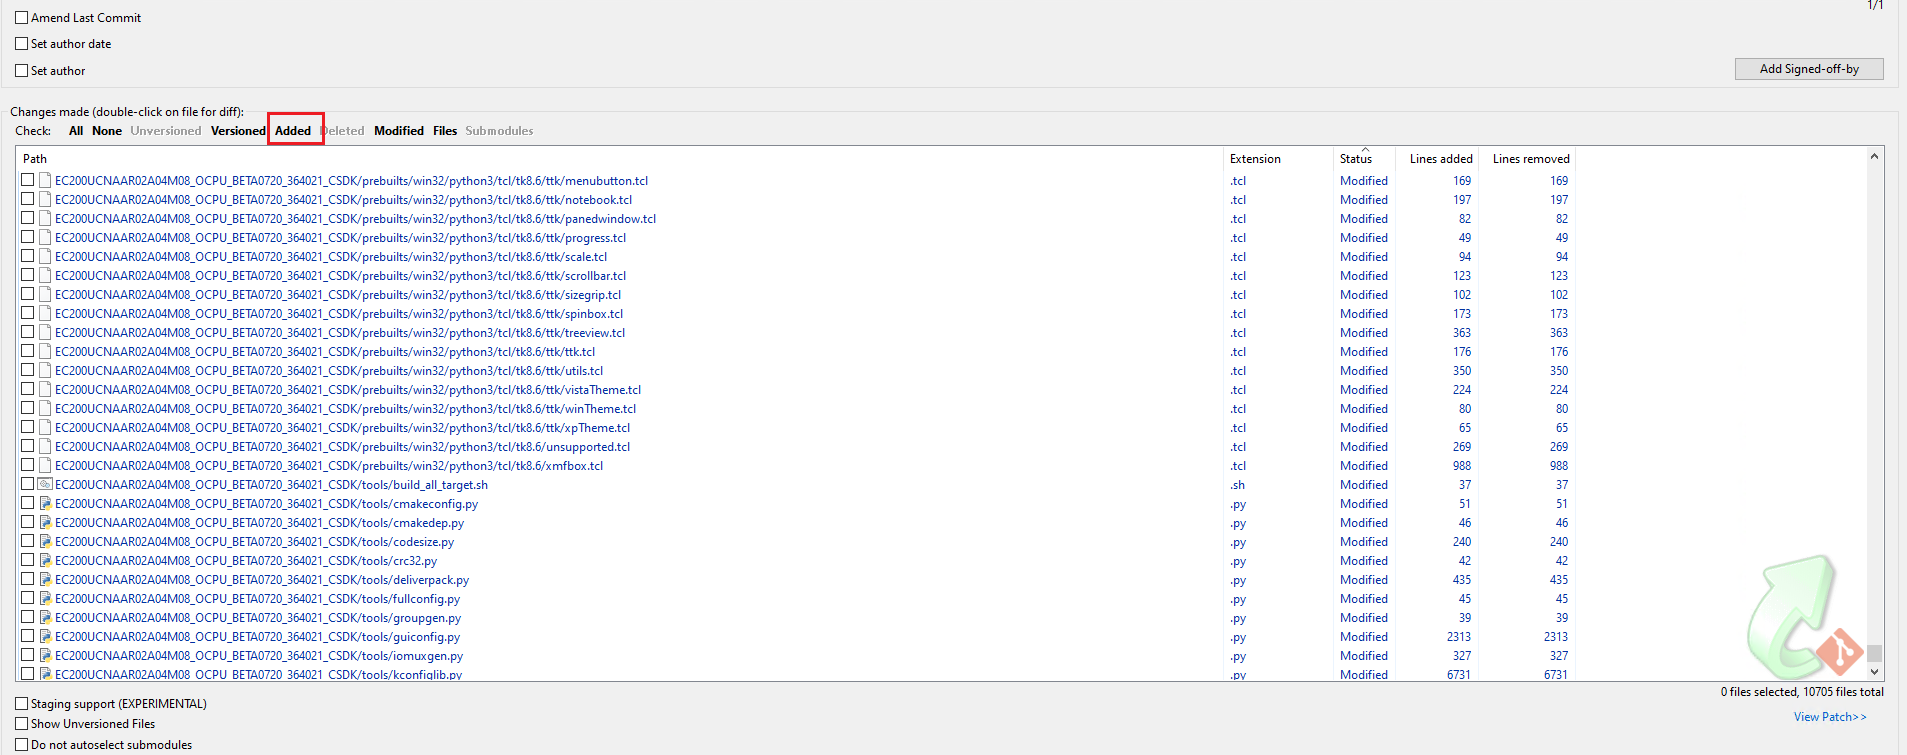 1/1
Amend Last Commit
Set author date
Set author
Add Signed-off-by
Changes made (double-click on file for diff):
Check: All None Unversioned Versioned Added Deleted Modified Files Submodules
Path Extension Status Lines added Lines removed
EC200UCNAAR02A04M08_OCPU_BETA0720_364021_CSDK/prebuilts/win32/python3/tcl/tk8.6/ttk/menubutton.tcl .tcl Modified 169 169
EC200UCNAAR02A04M08_OCPU_BETA0720_364021_CSDK/prebuilts/win32/python3/tcl/tk8.6/ttk/notebook.tcl .tcl Modified 197 197
EC200UCNAAR02A04M08_OCPU_BETA0720_364021_CSDK/prebuilts/win32/python3/tcl/tk8.6/ttk/panedwindow.tcl .tcl Modified 82 82
EC200UCNAAR02A04M08_OCPU_BETA0720_364021_CSDK/prebuilts/win32/python3/tcl/tk8.6/ttk/progress.tcl .tcl Modified 49 49
EC200UCNAAR02A04M08_OCPU_BETA0720_364021_CSDK/prebuilts/win32/python3/tcl/tk8.6/ttk/scale.tcl .tcl Modified 94 94
EC200UCNAAR02A04M08_OCPU_BETA0720_364021_CSDK/prebuilts/win32/python3/tcl/tk8.6/ttk/scrollbar.tcl .tcl Modified 123 123
EC200UCNAAR02A04M08_OCPU_BETA0720_364021_CSDK/prebuilts/win32/python3/tcl/tk8.6/ttk/sizegrip.tcl .tcl Modified 102 102
EC200UCNAAR02A04M08_OCPU_BETA0720_364021_CSDK/prebuilts/win32/python3/tcl/tk8.6/ttk/spinbox.tcl .tcl Modified 173 173
EC200UCNAAR02A04M08_OCPU_BETA0720_364021_CSDK/prebuilts/win32/python3/tcl/tk8.6/ttk/treeview.tcl .tcl Modified 363 363
EC200UCNAAR02A04M08_OCPU_BETA0720_364021_CSDK/prebuilts/win32/python3/tcl/tk8.6/ttk/ttk.tcl .tcl Modified 176 176
EC200UCNAAR02A04M08_OCPU_BETA0720_364021_CSDK/prebuilts/win32/python3/tcl/tk8.6/ttk/utils.tcl .tcl Modified 350 350
EC200UCNAAR02A04M08_OCPU_BETA0720_364021_CSDK/prebuilts/win32/python3/tcl/tk8.6/ttk/vistaTheme.tcl .tcl Modified 224 224
EC200UCNAAR02A04M08_OCPU_BETA0720_364021_CSDK/prebuilts/win32/python3/tcl/tk8.6/ttk/winTheme.tcl .tcl Modified 80 80
EC200UCNAAR02A04M08_OCPU_BETA0720_364021_CSDK/prebuilts/win32/python3/tcl/tk8.6/ttk/xpTheme.tcl .tcl Modified 65 65
EC200UCNAAR02A04M08_OCPU_BETA0720_364021_CSDK/prebuilts/win32/python3/tcl/tk8.6/unsupported.tcl .tcl Modified 269 269
EC200UCNAAR02A04M08_OCPU_BETA0720_364021_CSDK/prebuilts/win32/python3/tcl/tk8.6/xmfbox.tcl .tcl Modified 988 988
EC200UCNAAR02A04M08_OCPU_BETA0720_364021_CSDK/tools/build_all_target.sh .sh Modified 37 37
EC200UCNAAR02A04M08_OCPU_BETA0720_364021_CSDK/tools/cmakeconfig.py .py Modified 51 51
EC200UCNAAR02A04M08_OCPU_BETA0720_364021_CSDK/tools/cmakedep.py .py Modified 46 46
EC200UCNAAR02A04M08_OCPU_BETA0720_364021_CSDK/tools/codesize.py .py Modified 240 240
EC200UCNAAR02A04M08_OCPU_BETA0720_364021_CSDK/tools/crc32.py .py Modified 42 42
EC200UCNAAR02A04M08_OCPU_BETA0720_364021_CSDK/tools/deliverpack.py .py Modified 435 435
EC200UCNAAR02A04M08_OCPU_BETA0720_364021_CSDK/tools/fullconfig.py .py Modified 45 45
EC200UCNAAR02A04M08_OCPU_BETA0720_364021_CSDK/tools/groupgen.py .py Modified 39 39
EC200UCNAAR02A04M08_OCPU_BETA0720_364021_CSDK/tools/guiconfig.py .py Modified 2313 2313
EC200UCNAAR02A04M08_OCPU_BETA0720_364021_CSDK/tools/iomuxgen.py .py Modified 327 327
EC200UCNAAR02A04M08_OCPU_BETA0720_364021_CSDK/tools/kconfiglib.py .py Modified 6731 6731
0 files selected, 10705 files total
Staging support (EXPERIMENTAL)
Show Unversioned Files
View Patch>>
Do not autoselect submodules